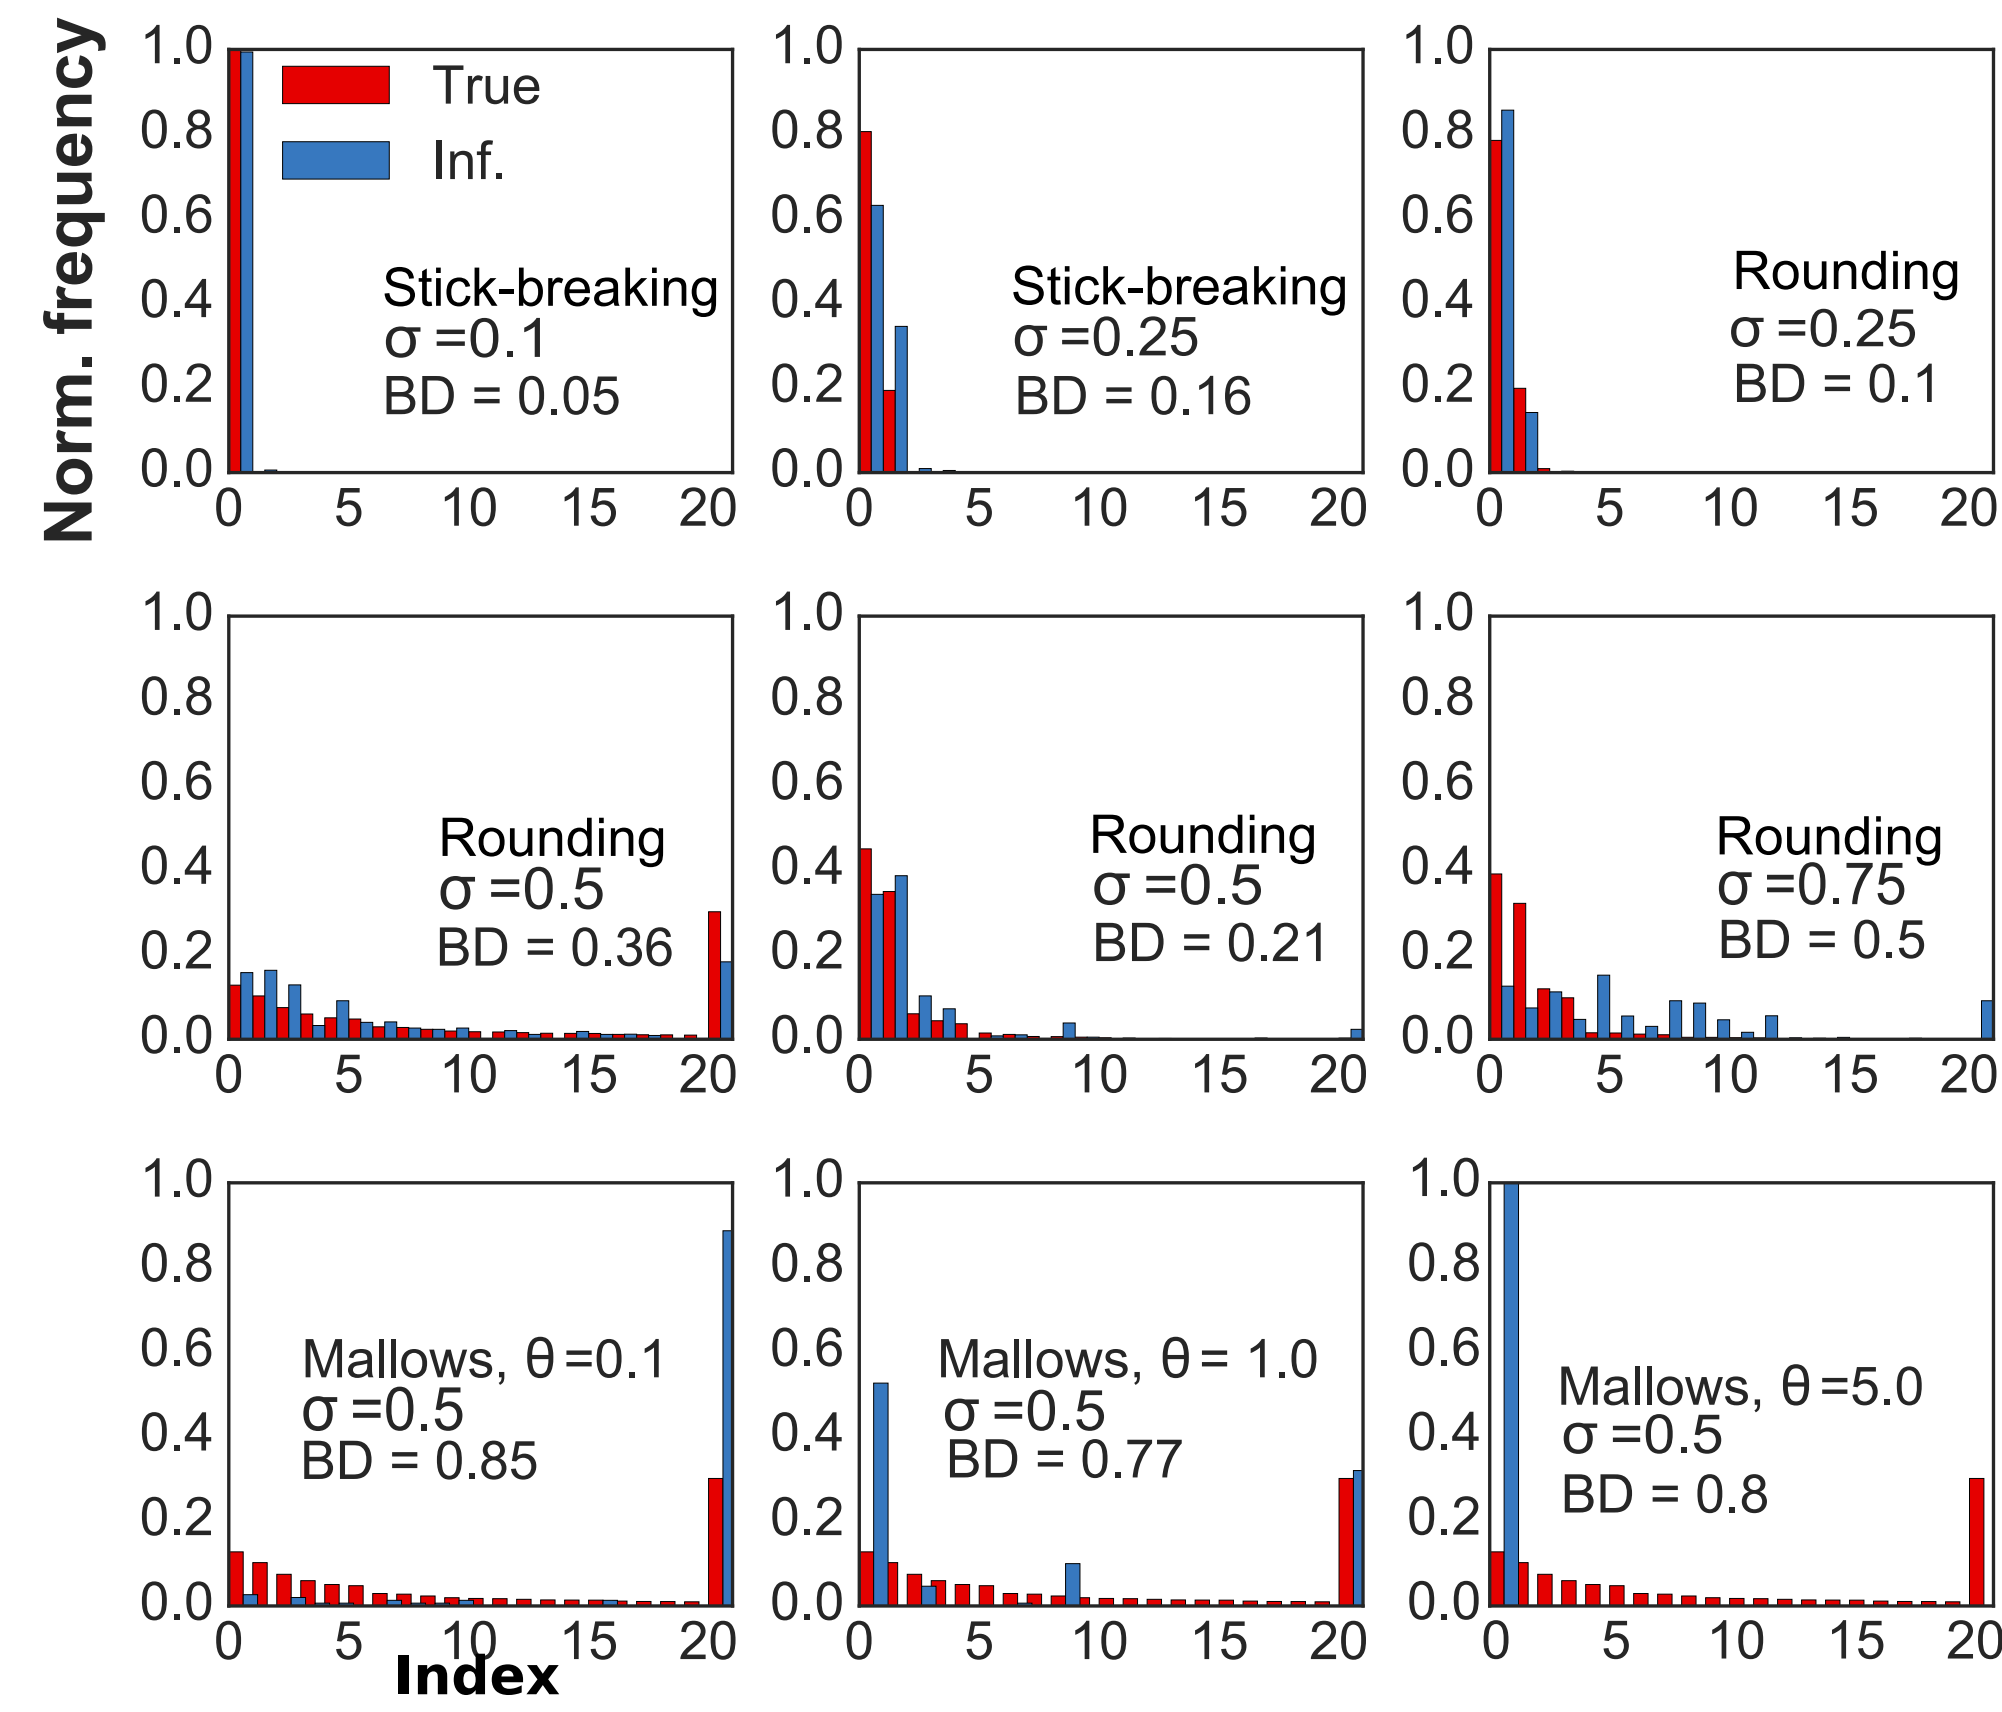 Norm. frequency
1.0
0.8
0.6
0.4
0.2
0.0
0 5 10 15 20
True
Inf.
Stick-breaking
σ =0.1
BD = 0.05
1.0
0.8
0.6
0.4
0.2
0.0
0 5 10 15 20
Stick-breaking
σ =0.25
BD = 0.16
1.0
0.8
0.6
0.4
0.2
0.0
0 5 10 15 20
Rounding
σ =0.25
BD = 0.1
1.0
0.8
0.6
0.4
0.2
0.0
0 5 10 15 20
Rounding
σ =0.5
BD = 0.36
1.0
0.8
0.6
0.4
0.2
0.0
0 5 10 15 20
Rounding
σ =0.5
BD = 0.21
1.0
0.8
0.6
0.4
0.2
0.0
0 5 10 15 20
Rounding
σ =0.75
BD = 0.5
1.0
0.8
0.6
0.4
0.2
0.0
0 5 10 15 20
Mallows, θ =0.1
σ =0.5
BD = 0.85
Index
1.0
0.8
0.6
0.4
0.2
0.0
0 5 10 15 20
Mallows, θ = 1.0
σ =0.5
BD = 0.77
1.0
0.8
0.6
0.4
0.2
0.0
0 5 10 15 20
Mallows, θ =5.0
σ =0.5
BD = 0.8